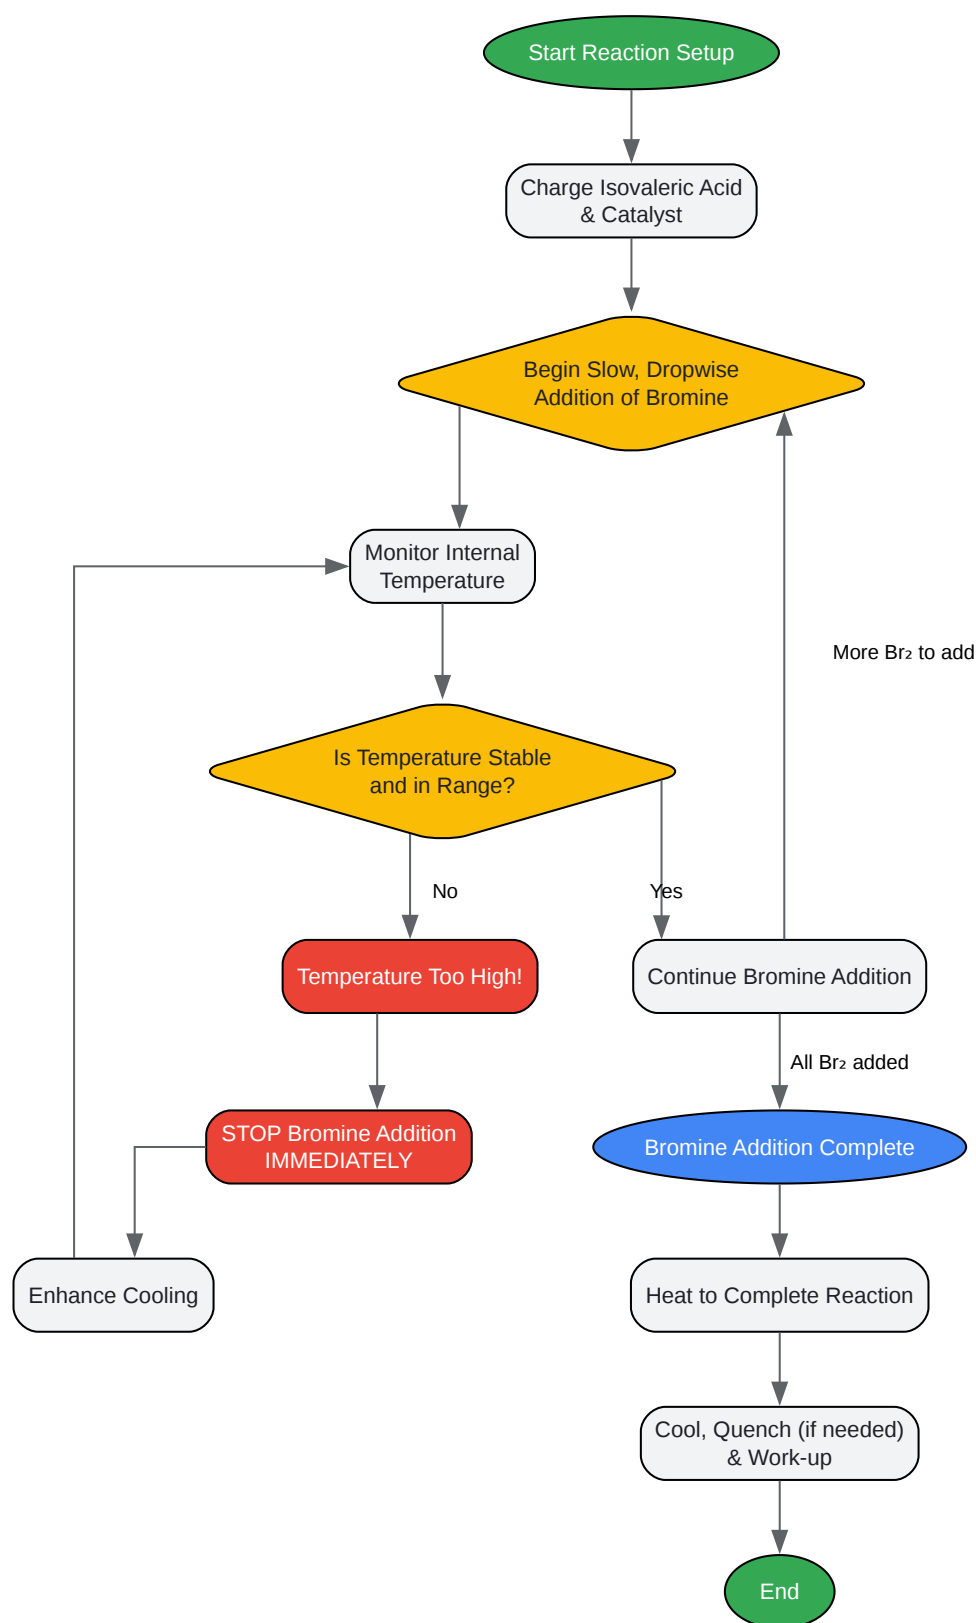 Start Reaction Setup
Charge Isovaleric Acid
& Catalyst
Begin Slow, Dropwise
Addition of Bromine
Monitor Internal
Temperature
More Br₂ to add
Is Temperature Stable
and in Range?
No
Yes
Temperature Too High!
Continue Bromine Addition
All Br₂ added
STOP Bromine Addition
IMMEDIATELY
Bromine Addition Complete
Enhance Cooling
Heat to Complete Reaction
Cool, Quench (if needed)
& Work-up
End